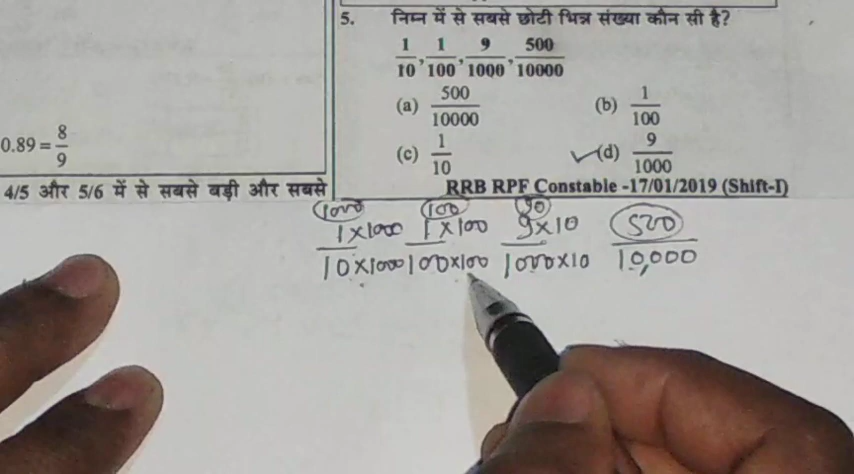 5. निम्न में से सबसे छोटी भिन्न संख्या कौन सी है?
1/10, 1/100, 9/1000, 500/10000
(a) 500/10000 (b) 1/100
(c) 1/10 (d) 9/1000
RRB RPF Constable -17/01/2019 (Shift-I)
0.89 = 8/9
4/5 और 5/6 में से सबसे बड़ी और सबसे
1000 100 90
1×1000 1×100 9×10 500
10×1000 100×100 1000×10 10,000